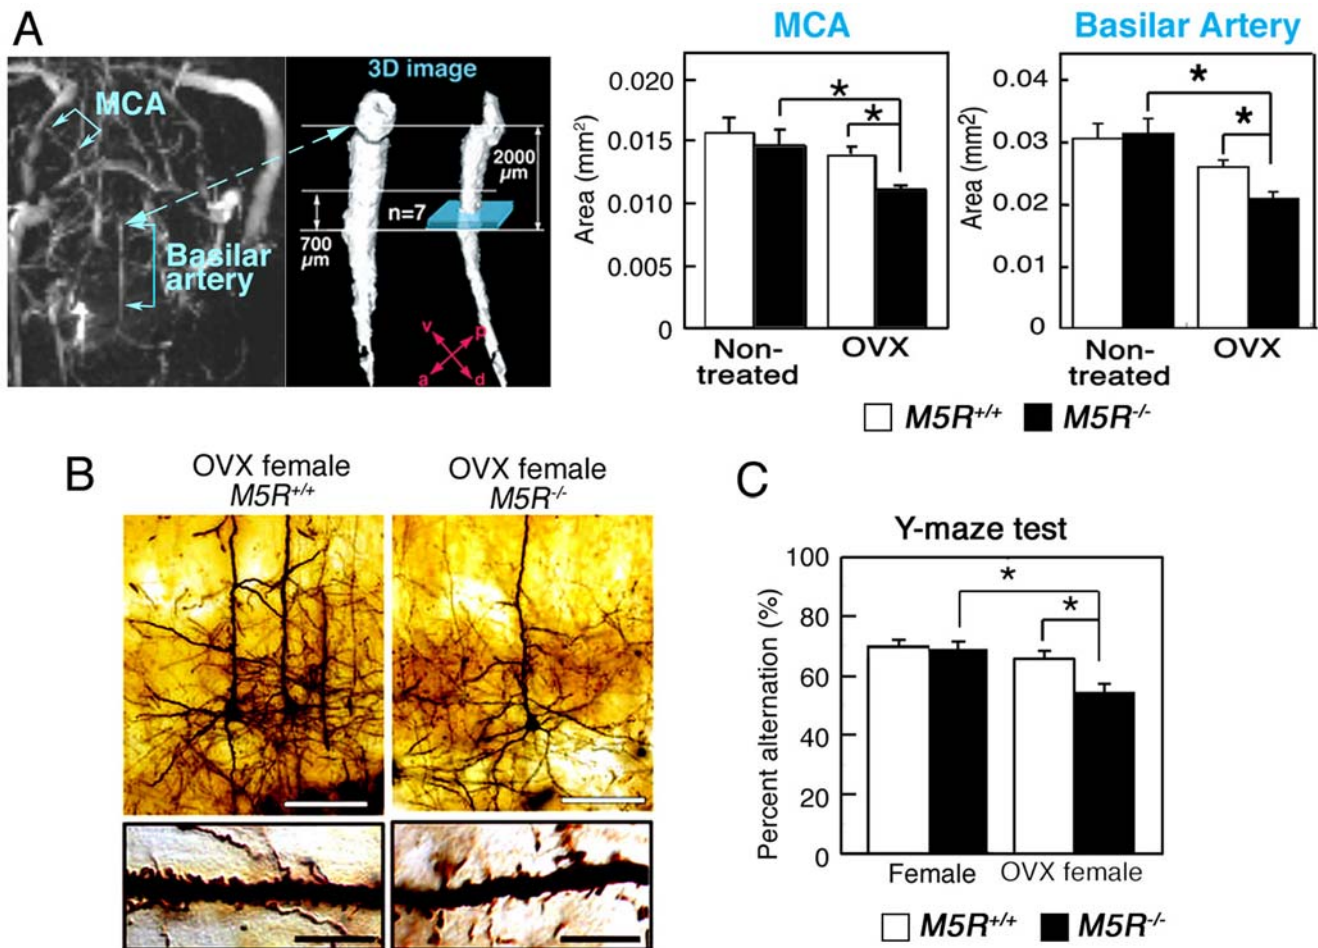 A
MCA
Basilar
artery
3D image
2000
µm
n=7
700
µm
v
p
a
d
MCA
Area (mm²)
0.020
0.015
0.010
0.005
0
*
*
Non-
treated
OVX
Basilar Artery
Area (mm²)
0.04
0.03
0.02
0.01
0
*
*
Non-
treated
OVX
M5R+/+
M5R-/-
B
OVX female
M5R+/+
OVX female
M5R-/-
C
Y-maze test
Percent alternation (%)
100
80
60
40
20
0
*
*
Female
OVX female
M5R+/+
M5R-/-